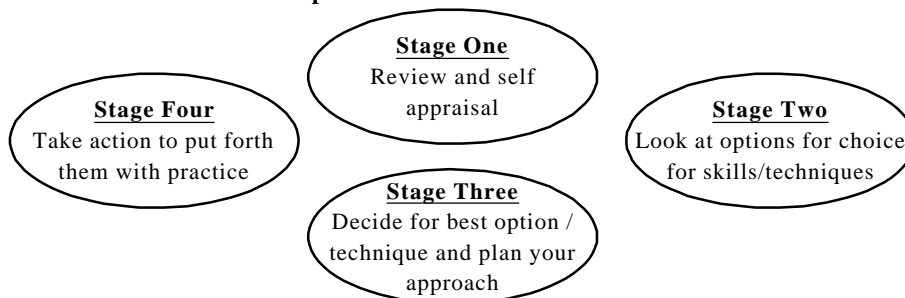 Stage One
Review and self
appraisal
Stage Four
Take action to put forth
them with practice
Stage Two
Look at options for choice
for skills/techniques
Stage Three
Decide for best option /
technique and plan your
approach